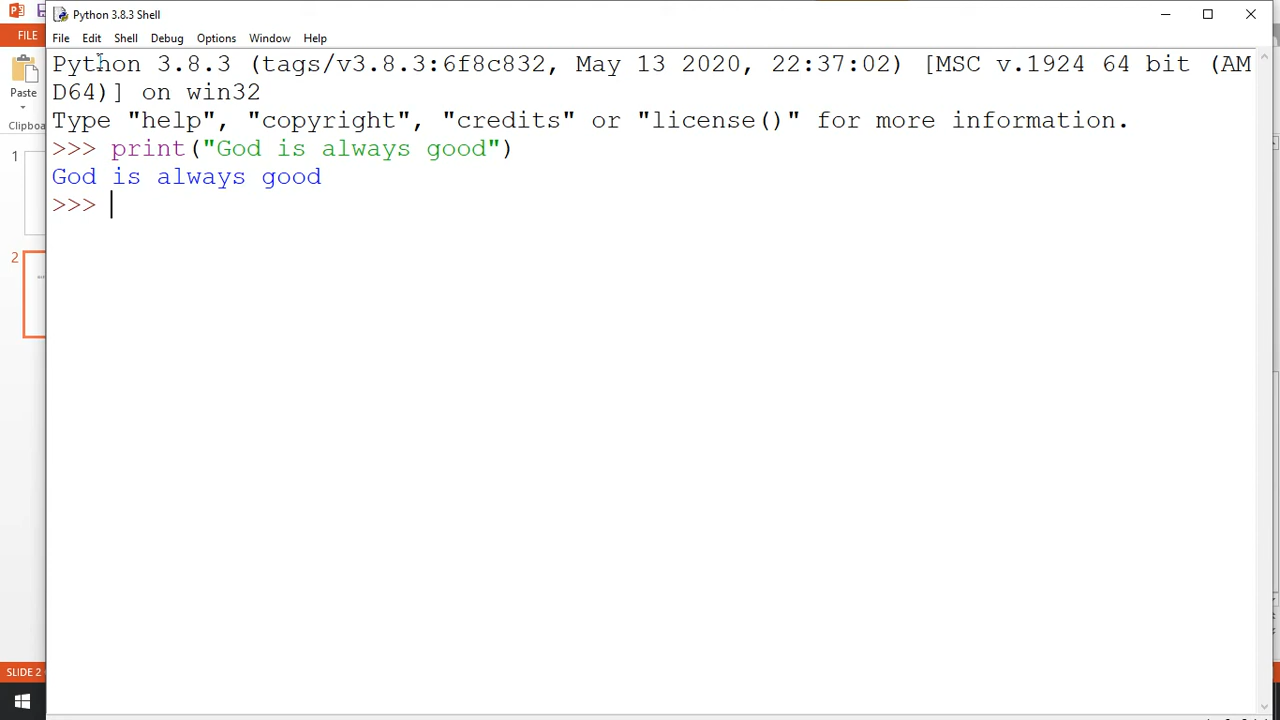 Python 3.8.3 Shell
FILE
File Edit Shell Debug Options Window Help
Python 3.8.3 (tags/v3.8.3:6f8c832, May 13 2020, 22:37:02) [MSC v.1924 64 bit (AM
D64)] on win32
Type "help", "copyright", "credits" or "license()" for more information.
>>> print("God is always good")
God is always good
>>>
Paste
Clipboa
1
2
SLIDE 2